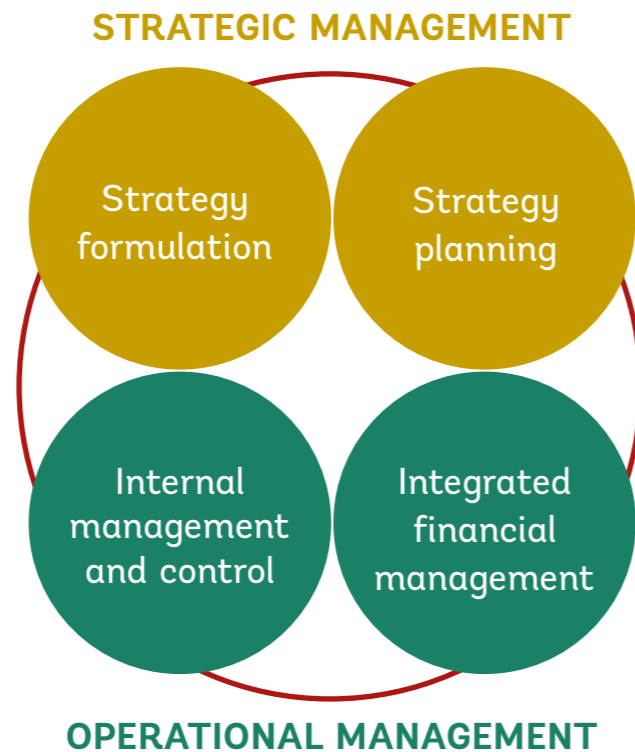 STRATEGIC MANAGEMENT
Strategy
formulation
Strategy
planning
Internal
management
and control
Integrated
financial
management
OPERATIONAL MANAGEMENT